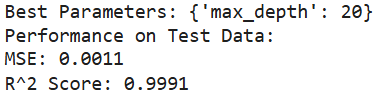 Best Parameters: {'max_depth': 20}
Performance on Test Data:
MSE: 0.0011
R^2 Score: 0.9991